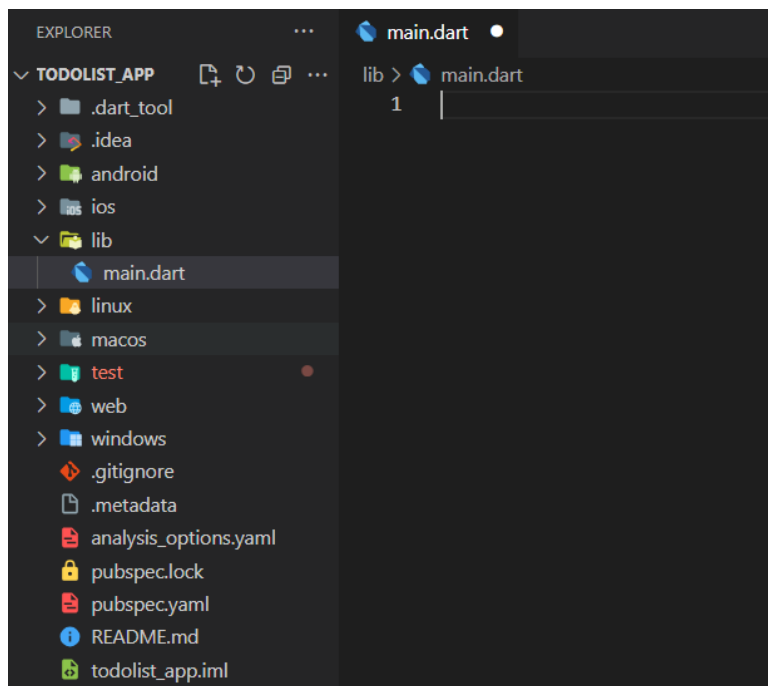 EXPLORER
TODOLIST_APP
.dart_tool
.idea
android
ios
lib
main.dart
linux
macos
test
web
windows
.gitignore
.metadata
analysis_options.yaml
pubspec.lock
pubspec.yaml
README.md
todolist_app.iml
main.dart
lib > main.dart
1